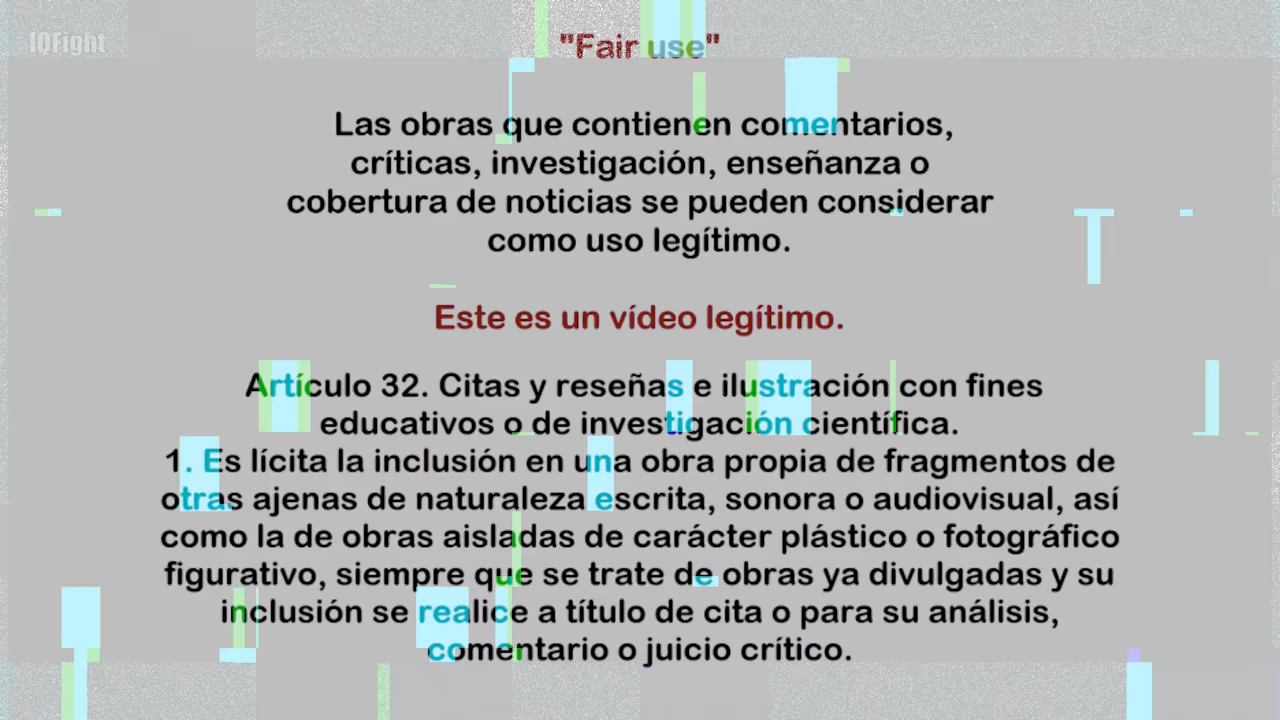 IQFight
"Fair use"
Las obras que contienen comentarios,
críticas, investigación, enseñanza o
cobertura de noticias se pueden considerar
como uso legítimo.
Este es un vídeo legítimo.
Artículo 32. Citas y reseñas e ilustración con fines
educativos o de investigación científica.
1. Es lícita la inclusión en una obra propia de fragmentos de
otras ajenas de naturaleza escrita, sonora o audiovisual, así
como la de obras aisladas de carácter plástico o fotográfico
figurativo, siempre que se trate de obras ya divulgadas y su
inclusión se realice a título de cita o para su análisis,
comentario o juicio crítico.